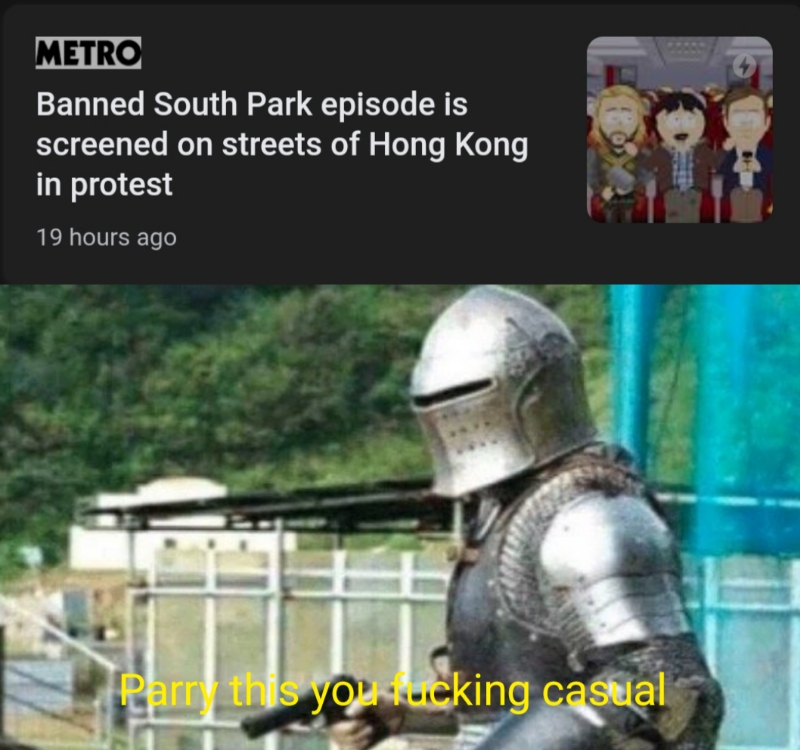 METRO
Banned South Park episode is
screened on streets of Hong Kong
in protest
19 hours ago
Parry this you fucking casual